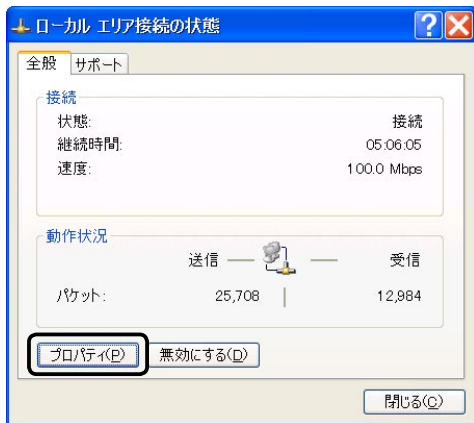 ローカル エリア接続の状態
全般 サポート
接続
状態: 接続
継続時間: 05:06:05
速度: 100.0 Mbps
動作状況
送信 — — 受信
パケット: 25,708 | 12,984
プロパティ(P) 無効にする(D)
閉じる(C)